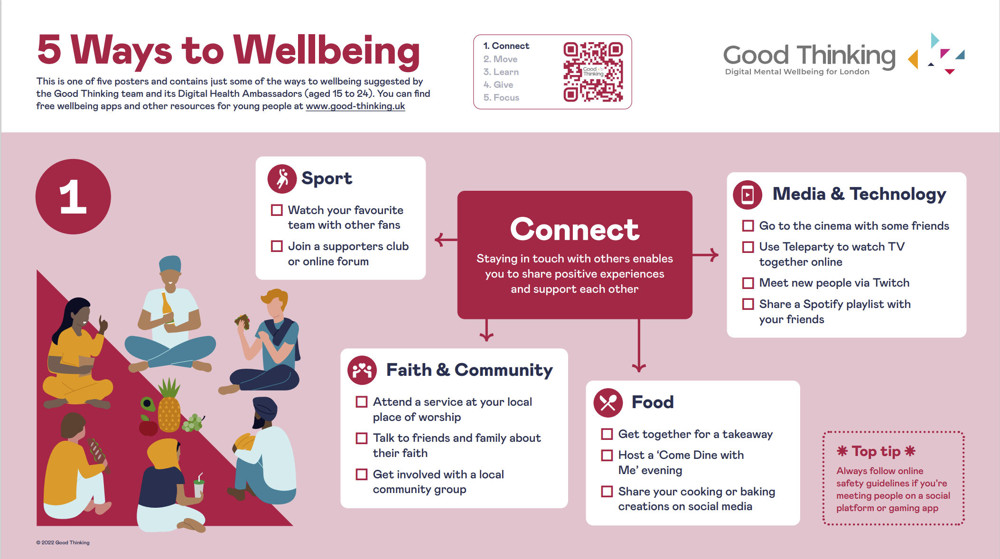 5 Ways to Wellbeing
This is one of five posters and contains just some of the ways to wellbeing suggested by
the Good Thinking team and its Digital Health Ambassadors (aged 15 to 24). You can find
free wellbeing apps and other resources for young people at www.good-thinking.uk
1. Connect
2. Move
3. Learn
4. Give
5. Focus
Good
Thinking
Good Thinking
Digital Mental Wellbeing for London
1
Sport
Watch your favourite
team with other fans
Join a supporters club
or online forum
Connect
Staying in touch with others enables
you to share positive experiences
and support each other
Media & Technology
Go to the cinema with some friends
Use Teleparty to watch TV
together online
Meet new people via Twitch
Share a Spotify playlist with
your friends
Faith & Community
Attend a service at your local
place of worship
Talk to friends and family about
their faith
Get involved with a local
community group
Food
Get together for a takeaway
Host a ‘Come Dine with
Me’ evening
Share your cooking or baking
creations on social media
Top tip
Always follow online
safety guidelines if you’re
meeting people on a social
platform or gaming app
© 2022 Good Thinking